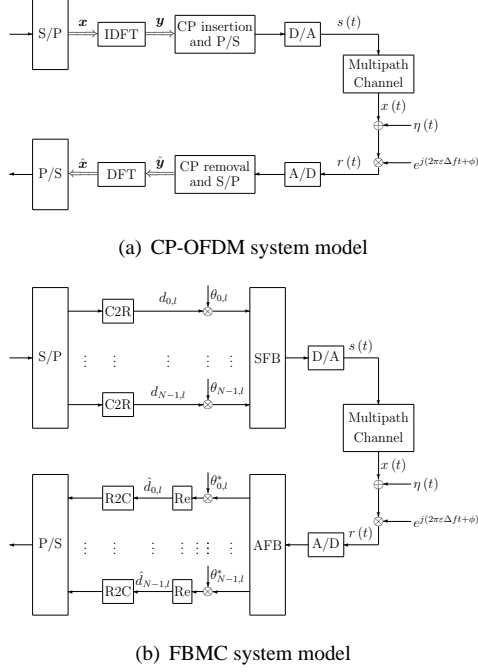 S/P
x
IDFT
y
CP insertion
and P/S
D/A
s(t)
Multipath
Channel
x(t)
η(t)
P/S
x̂
DFT
ŷ
CP removal
and S/P
A/D
r(t)
e^{j(2πεΔft+φ)}
(a) CP-OFDM system model
S/P
C2R
d_{0,l}
θ_{0,l}
SFB
D/A
s(t)
C2R
d_{N−1,l}
θ_{N−1,l}
Multipath
Channel
x(t)
η(t)
P/S
R2C
d̂_{0,l}
Re
θ*_{0,l}
AFB
A/D
r(t)
e^{j(2πεΔft+φ)}
R2C
d̂_{N−1,l}
Re
θ*_{N−1,l}
(b) FBMC system model